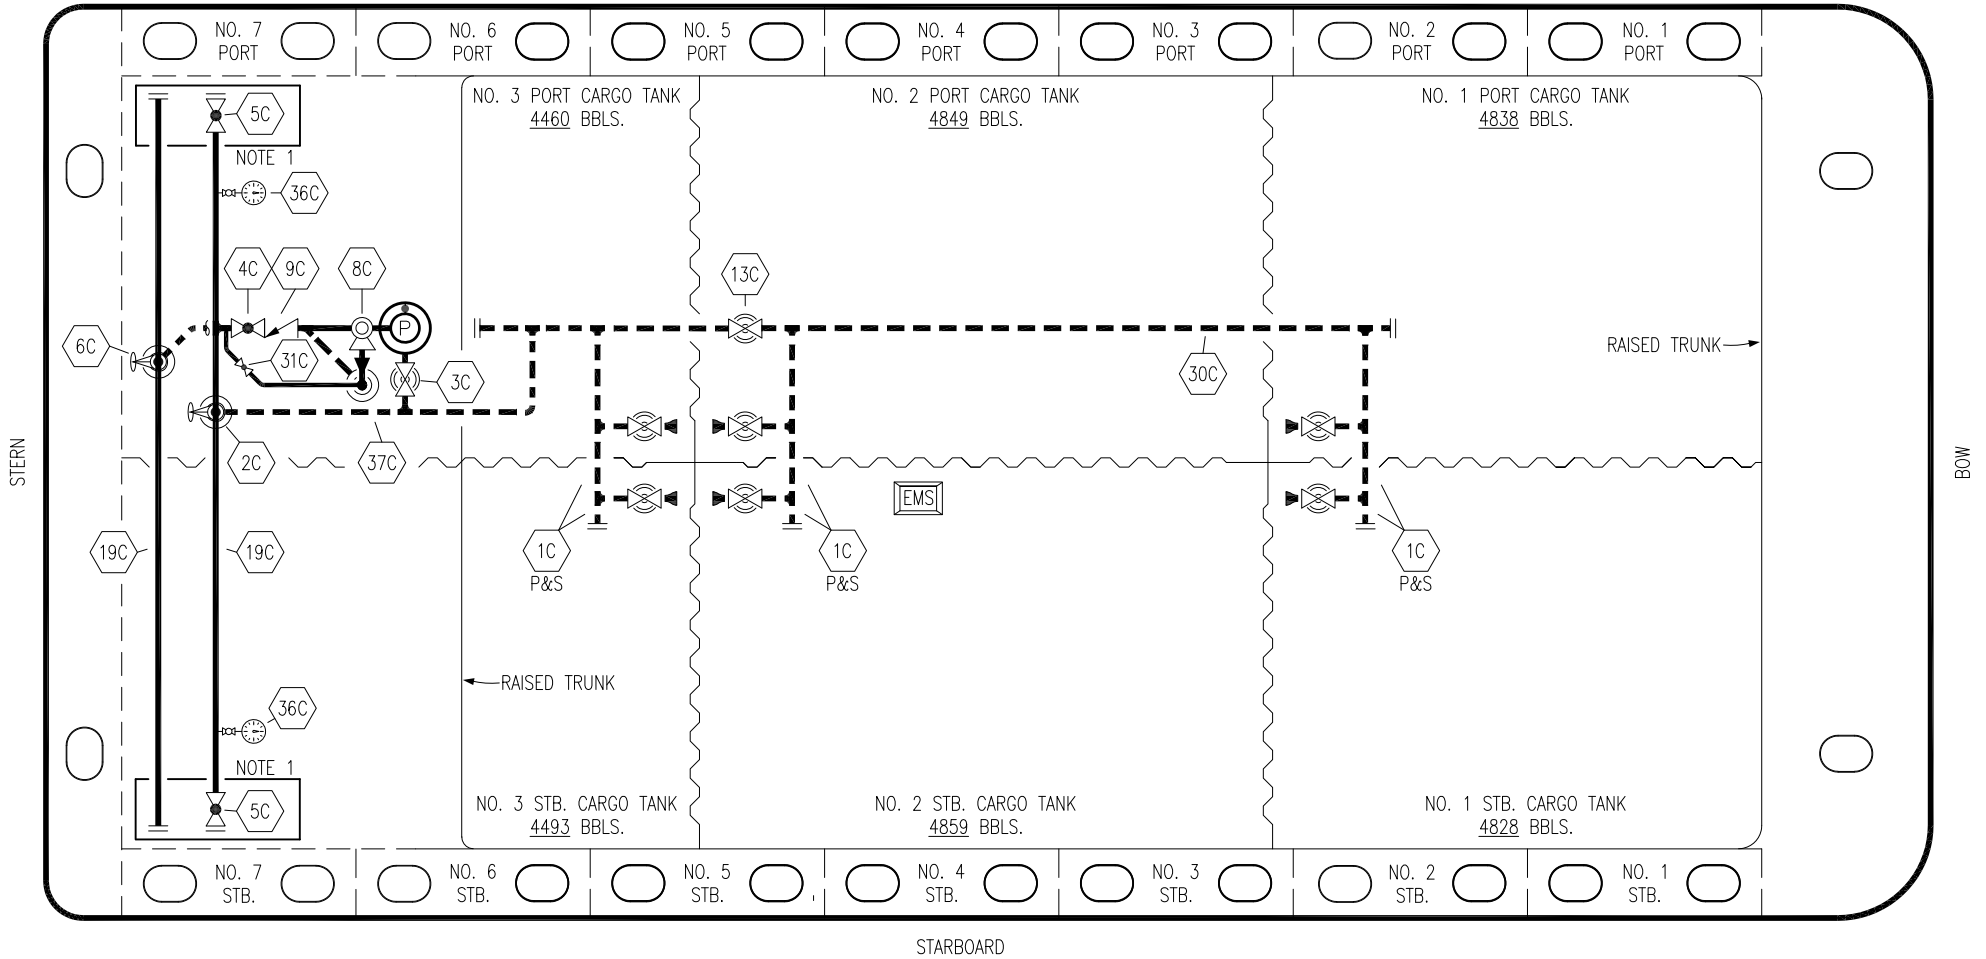 NO. 7
PORT
NO. 6
PORT
NO. 5
PORT
NO. 4
PORT
NO. 3
PORT
NO. 2
PORT
NO. 1
PORT
NO. 3 PORT CARGO TANK
4460 BBLS.
NO. 2 PORT CARGO TANK
4849 BBLS.
NO. 1 PORT CARGO TANK
4838 BBLS.
5C
NOTE 1
36C
4C
9C
8C
13C
P
6C
31C
3C
30C
RAISED TRUNK
2C
37C
STERN
BOW
EMS
19C
19C
1C
P&S
1C
P&S
1C
P&S
RAISED TRUNK
36C
NOTE 1
5C
NO. 3 STB. CARGO TANK
4493 BBLS.
NO. 2 STB. CARGO TANK
4859 BBLS.
NO. 1 STB. CARGO TANK
4828 BBLS.
NO. 7
STB.
NO. 6
STB.
NO. 5
STB.
NO. 4
STB.
NO. 3
STB.
NO. 2
STB.
NO. 1
STB.
STARBOARD